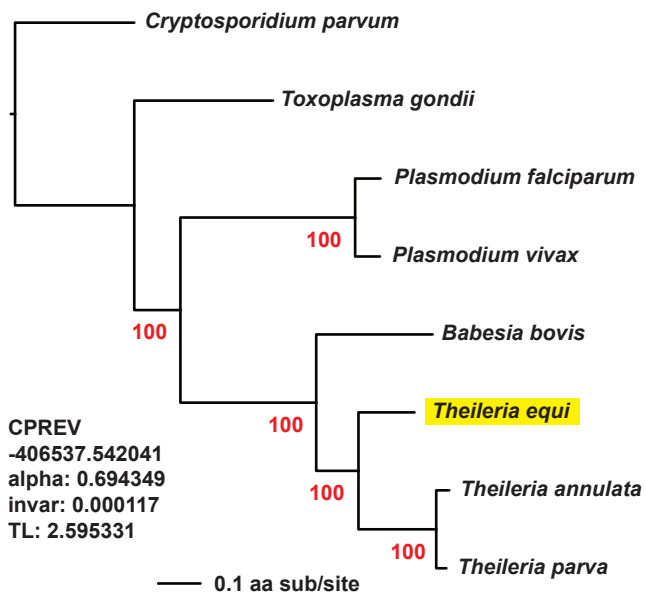 Cryptosporidium parvum
Toxoplasma gondii
Plasmodium falciparum
100
Plasmodium vivax
100
Babesia bovis
Theileria equi
100
CPREV
-406537.542041
alpha: 0.694349
invar: 0.000117
TL: 2.595331
100
Theileria annulata
100
Theileria parva
0.1 aa sub/site